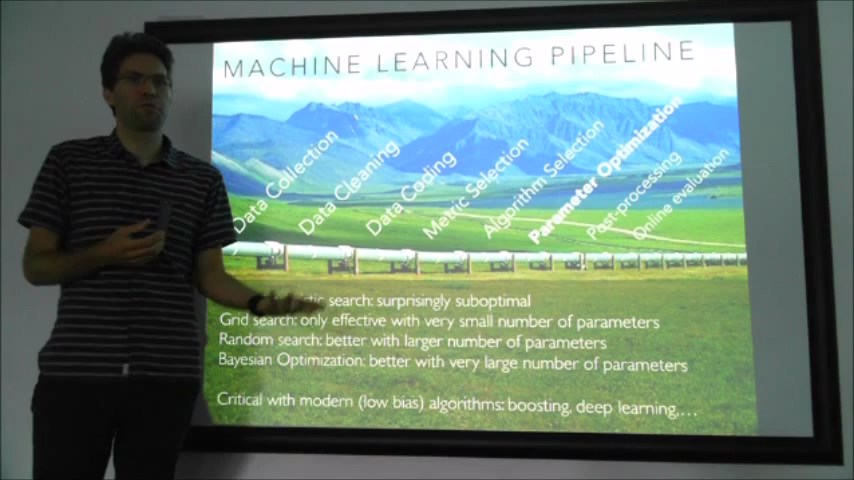 MACHINE LEARNING PIPELINE
Data Collection
Data Cleaning
Data Coding
Metric Selection
Algorithm Selection
Parameter Optimization
Post-processing
Online evaluation
search: surprisingly suboptimal
Grid search: only effective with very small number of parameters
Random search: better with larger number of parameters
Bayesian Optimization: better with very large number of parameters
Critical with modern (low bias) algorithms: boosting, deep learning,...